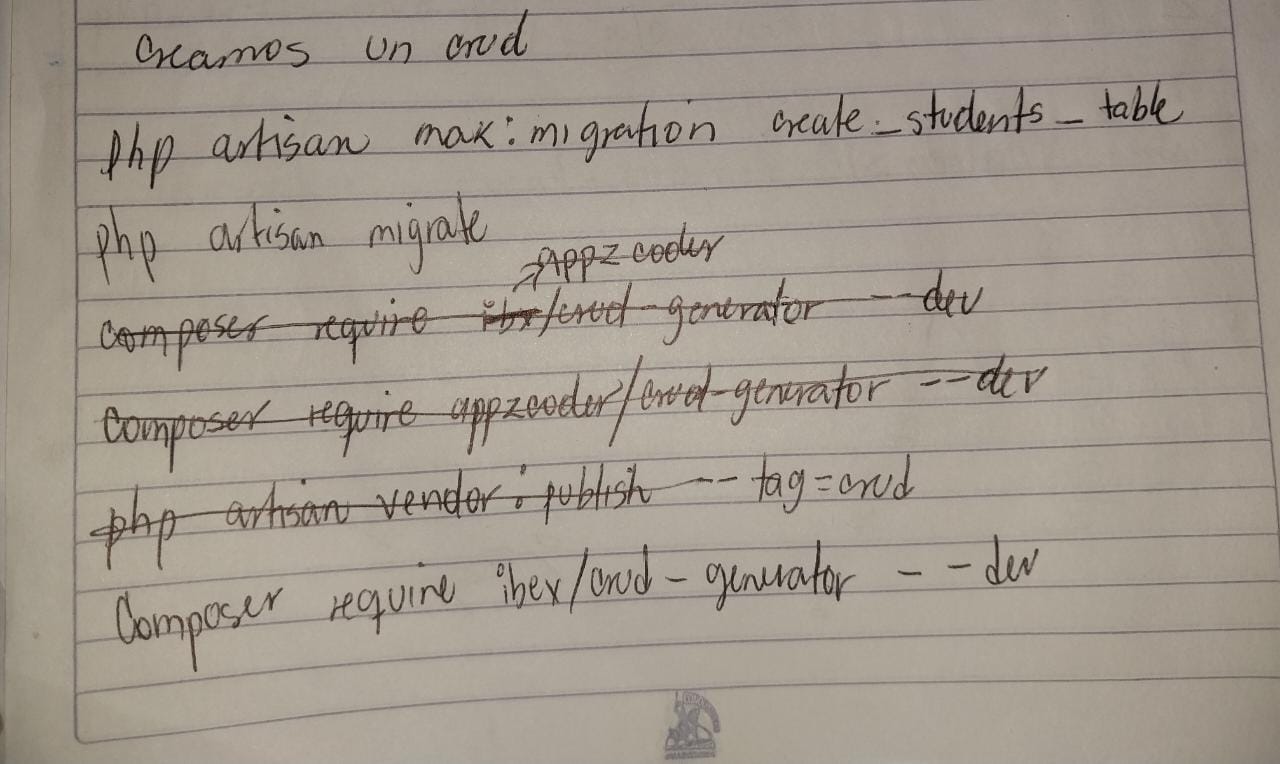 Creamos un crud
php artisan mak:migration create_students_table
php artisan migrate
→Appzcoder
composer require ibx/crud-generator --dev
composer require appzcoder/crud-generator --dev
php artisan vendor:publish --tag=crud
Composer require ibex/crud-generator --dev